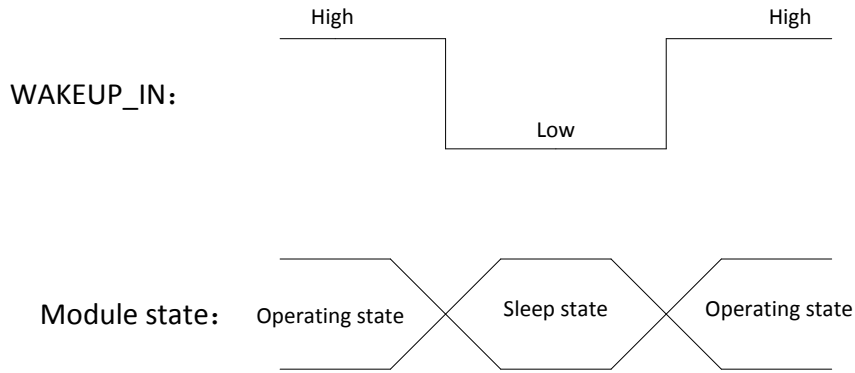 High High
WAKEUP_IN：
Low
Module state： Operating state Sleep state Operating state